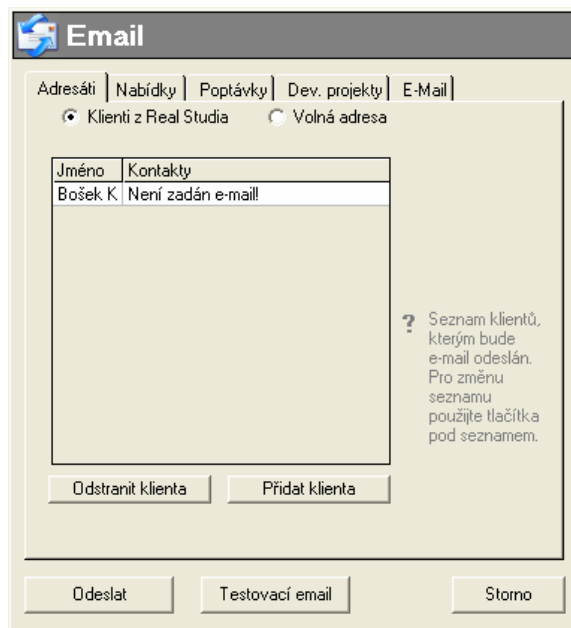 Email
Adresáti Nabídky Poptávky Dev. projekty E-Mail
Klienti z Real Studia Volná adresa
Jméno Kontakty
Bošek K Není zadán e-mail!
? Seznam klientů,
kterým bude
e-mail odeslán.
Pro změnu
seznamu
použijte tlačítka
pod seznamem.
Odstranit klienta Přidat klienta
Odeslat Testovací email Storno